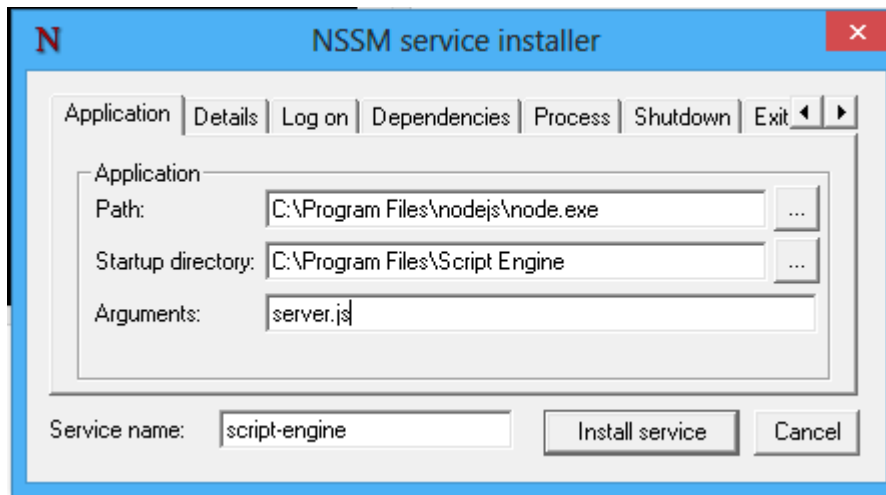 N NSSM service installer
Application Details Log on Dependencies Process Shutdown Exit
Application
Path: C:\Program Files\nodejs\node.exe ...
Startup directory: C:\Program Files\Script Engine ...
Arguments: server.js
Service name: script-engine Install service Cancel